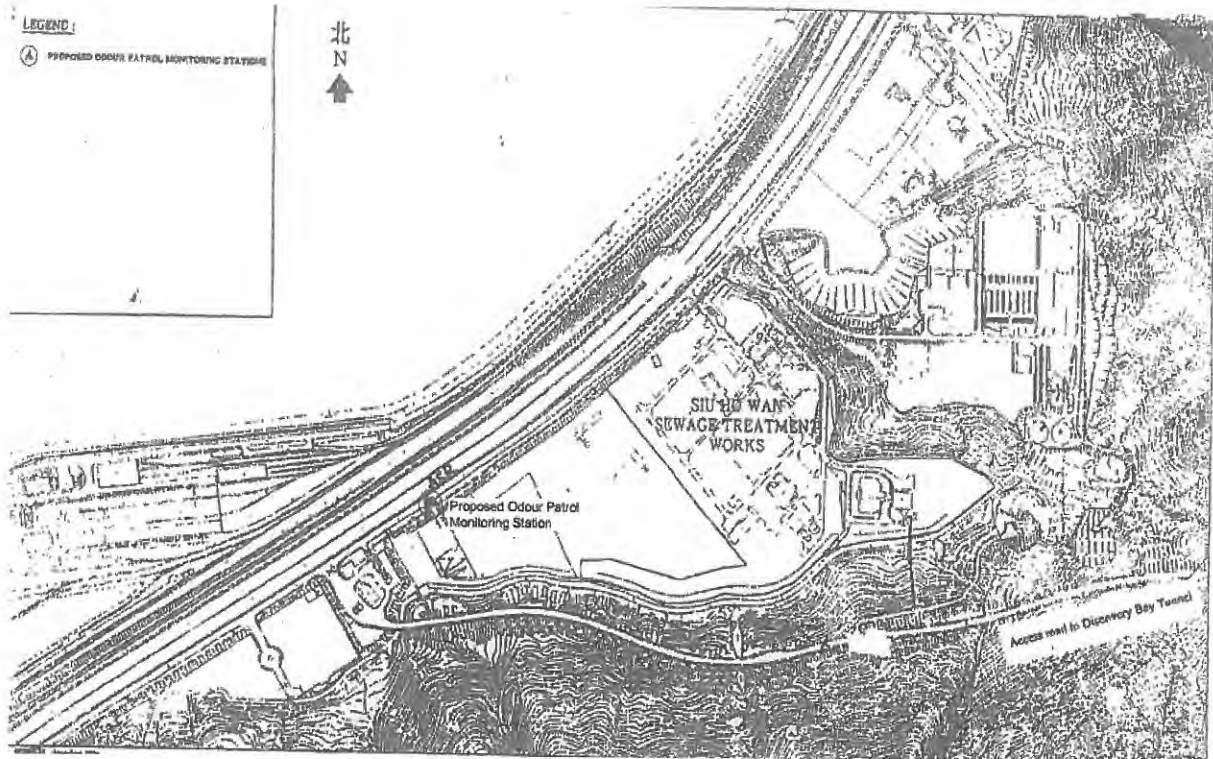 LEGEND :
A PROPOSED ODOUR PATROL MONITORING STATIONS
北
N
SIU HO WAN
SEWAGE TREATMENT
WORKS
Proposed Odour Patrol
Monitoring Station
Access road to Discovery Bay Tunnel